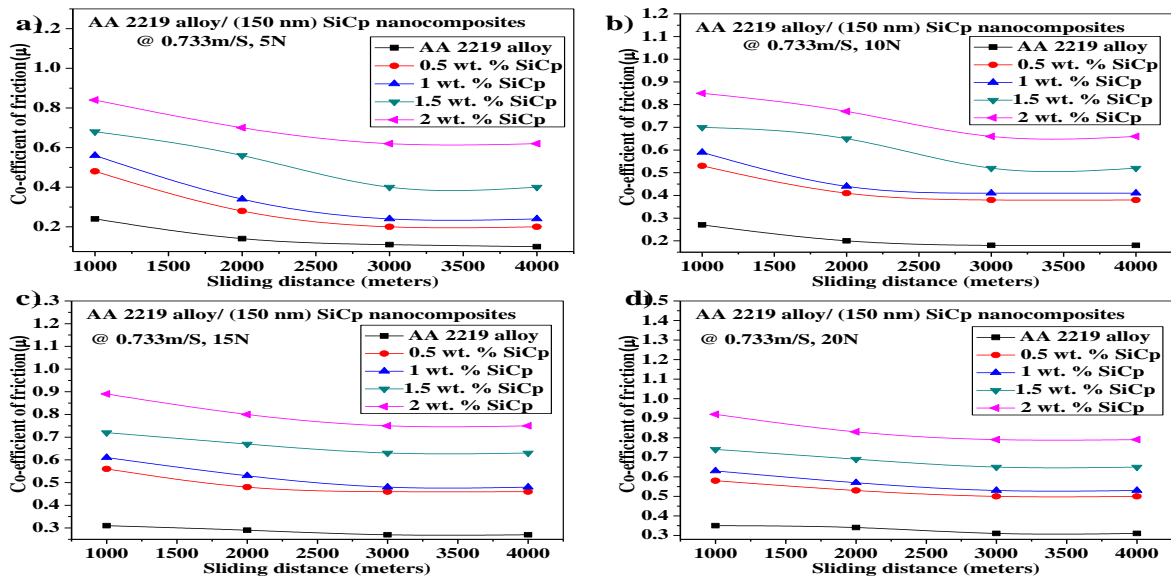 a)
AA 2219 alloy/ (150 nm) SiCp nanocomposites
@ 0.733m/S, 5N
AA 2219 alloy
0.5 wt. % SiCp
1 wt. % SiCp
1.5 wt. % SiCp
2 wt. % SiCp
Co-efficient of friction(μ)
1.2
1.0
0.8
0.6
0.4
0.2
1000 1500 2000 2500 3000 3500 4000
Sliding distance (meters)
b)
AA 2219 alloy/ (150 nm) SiCp nanocomposites
@ 0.733m/S, 10N
AA 2219 alloy
0.5 wt. % SiCp
1 wt. % SiCp
1.5 wt. % SiCp
2 wt. % SiCp
Co-efficient of friction(μ)
1.2
1.1
1.0
0.9
0.8
0.7
0.6
0.5
0.4
0.3
0.2
1000 1500 2000 2500 3000 3500 4000
Sliding distance (meters)
c)
AA 2219 alloy/ (150 nm) SiCp nanocomposites
@ 0.733m/S, 15N
AA 2219 alloy
0.5 wt. % SiCp
1 wt. % SiCp
1.5 wt. % SiCp
2 wt. % SiCp
Co-efficient of friction(μ)
1.3
1.2
1.1
1.0
0.9
0.8
0.7
0.6
0.5
0.4
0.3
1000 1500 2000 2500 3000 3500 4000
Sliding distance (meters)
d)
AA 2219 alloy/ (150 nm) SiCp nanocomposites
@ 0.733m/S, 20N
AA 2219 alloy
0.5 wt. % SiCp
1 wt. % SiCp
1.5 wt. % SiCp
2 wt. % SiCp
Co-efficient of friction(μ)
1.5
1.4
1.3
1.2
1.1
1.0
0.9
0.8
0.7
0.6
0.5
0.4
0.3
1000 1500 2000 2500 3000 3500 4000
Sliding distance (meters)